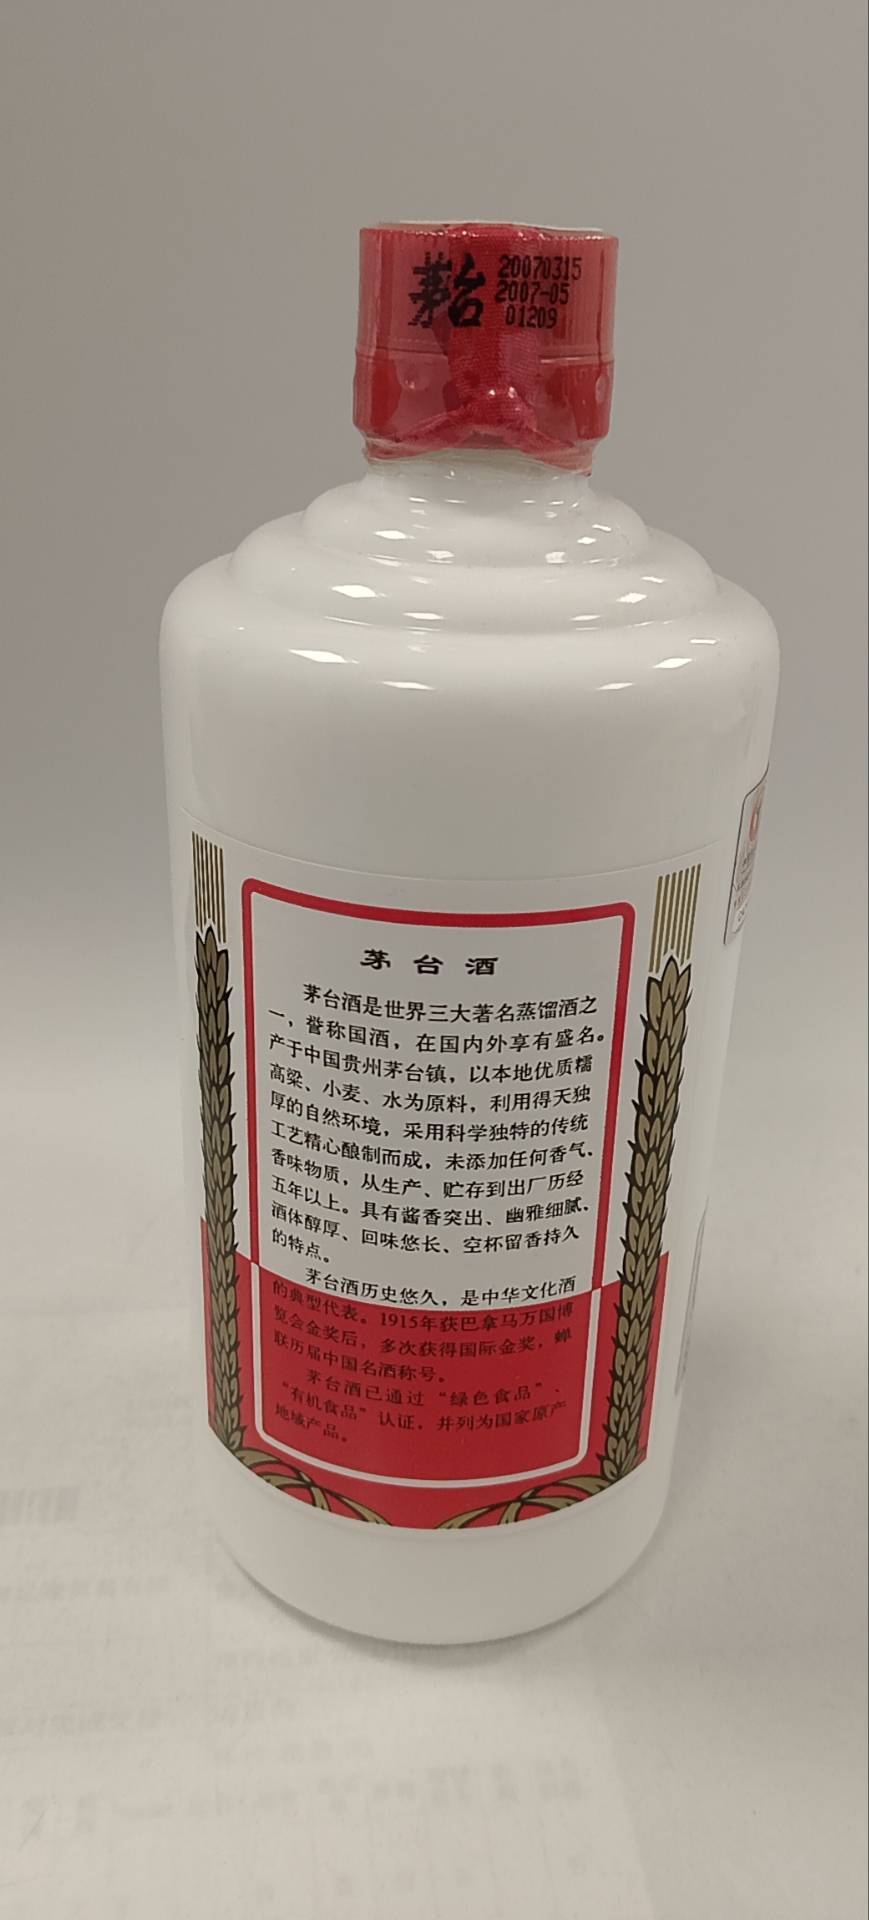 茅台
20070315
2007-05
01209
茅台酒
茅台酒是世界三大著名蒸馏酒之
一，誉称国酒，在国内外享有盛名。
产于中国贵州茅台镇，以本地优质糯
高粱、小麦、水为原料，利用得天独
厚的自然环境，采用科学独特的传统
工艺精心酿制而成，未添加任何香气、
香味物质，从生产、贮存到出厂历经
五年以上。具有酱香突出、幽雅细腻、
酒体醇厚、回味悠长、空杯留香持久
的特点。
茅台酒历史悠久，是中华文化酒
的典型代表。1915年获巴拿马万国博
览会金奖后，多次获得国际金奖，蝉
联历届中国名酒称号。
茅台酒已通过“绿色食品”、
“有机食品”认证，并列为国家原产
地域产品。